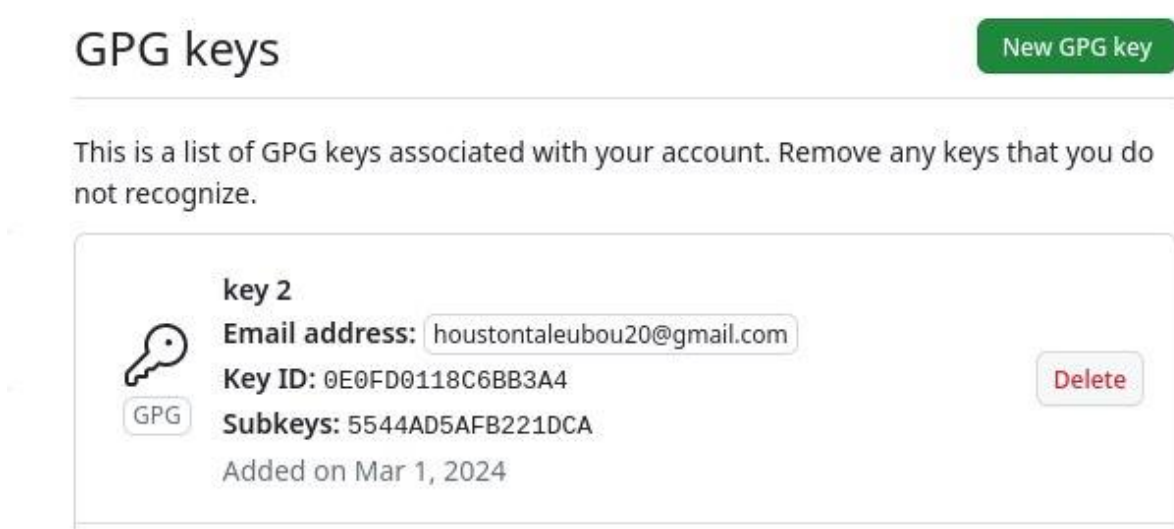 GPG keys
New GPG key
This is a list of GPG keys associated with your account. Remove any keys that you do
not recognize.
key 2
Email address: houstontaleubou20@gmail.com
Key ID: 0E0FD0118C6BB3A4
GPG
Subkeys: 5544AD5AFB221DCA
Added on Mar 1, 2024
Delete